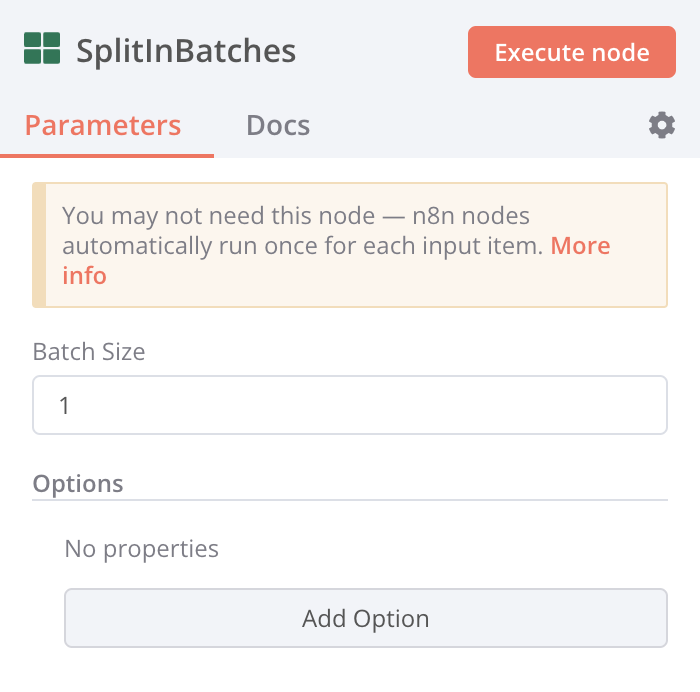 SplitInBatches
Execute node
Parameters
Docs
You may not need this node — n8n nodes
automatically run once for each input item. More
info
Batch Size
1
Options
No properties
Add Option